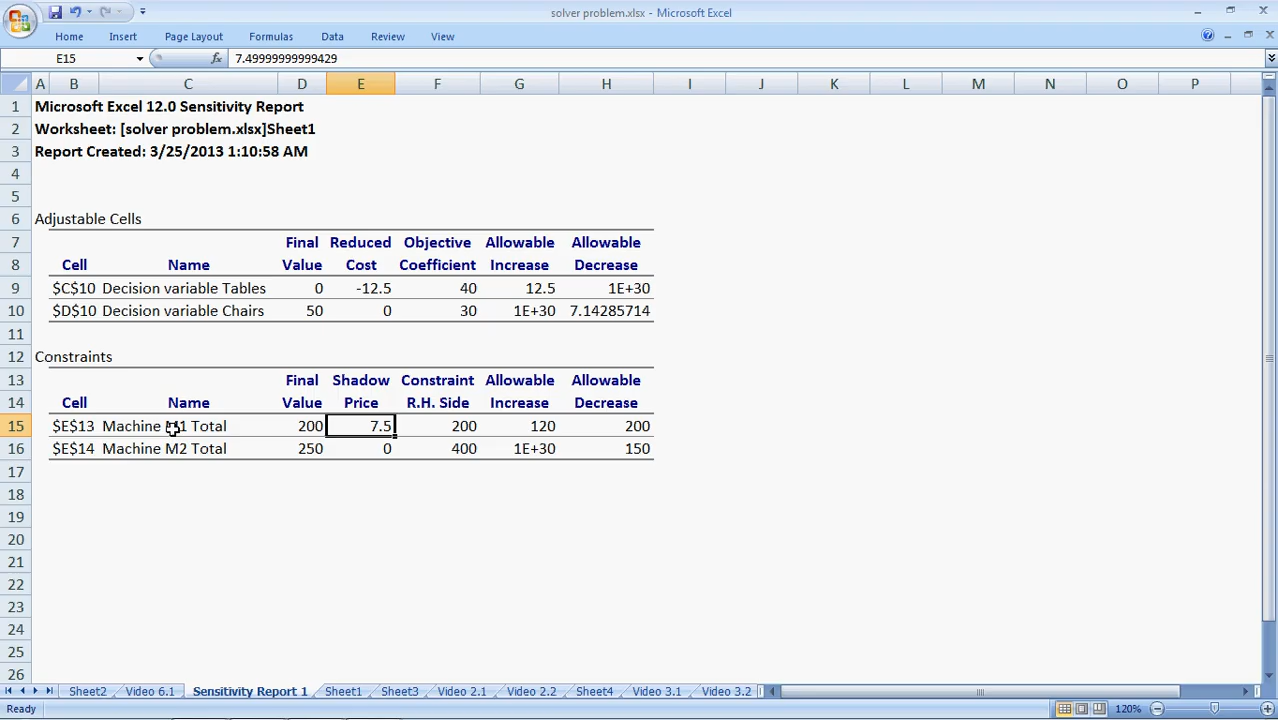 solver problem.xlsx - Microsoft Excel
Home Insert Page Layout Formulas Data Review View
E15 fx 7.49999999999429
A B C D E F G H I J K L M N O P
1 Microsoft Excel 12.0 Sensitivity Report
2 Worksheet: [solver problem.xlsx]Sheet1
3 Report Created: 3/25/2013 1:10:58 AM
4
5
6 Adjustable Cells
7 Final Reduced Objective Allowable Allowable
8 Cell Name Value Cost Coefficient Increase Decrease
9 $C$10 Decision variable Tables 0 -12.5 40 12.5 1E+30
10 $D$10 Decision variable Chairs 50 0 30 1E+30 7.14285714
11
12 Constraints
13 Final Shadow Constraint Allowable Allowable
14 Cell Name Value Price R.H. Side Increase Decrease
15 $E$13 Machine M1 Total 200 7.5 200 120 200
16 $E$14 Machine M2 Total 250 0 400 1E+30 150
17
18
19
20
21
22
23
24
25
26
Sheet2 Video 6.1 Sensitivity Report 1 Sheet1 Sheet3 Video 2.1 Video 2.2 Sheet4 Video 3.1 Video 3.2
Ready 120%